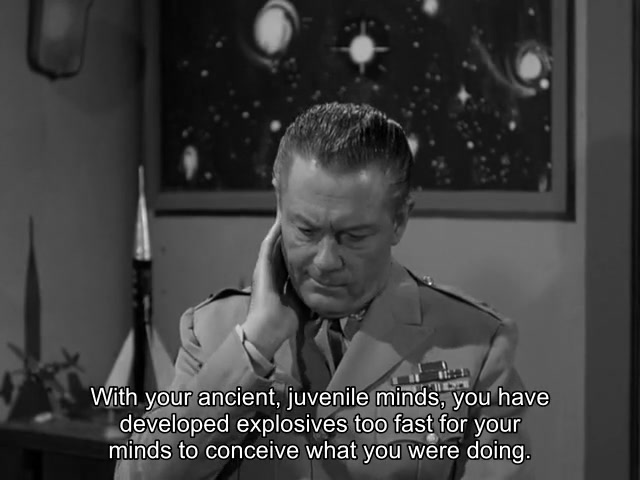 With your ancient, juvenile minds, you have
developed explosives too fast for your
minds to conceive what you were doing.